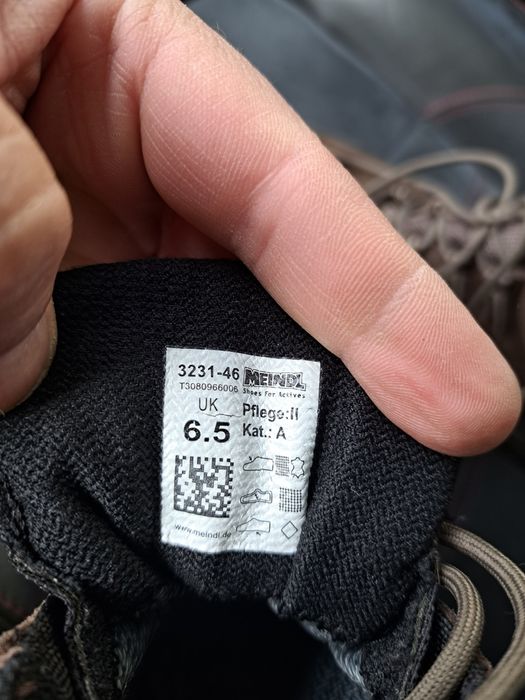 3231-46 MEINDL
T3080966006 Shoes For Actives
UK Pflege:II
6.5 Kat.: A
www.meindl.de